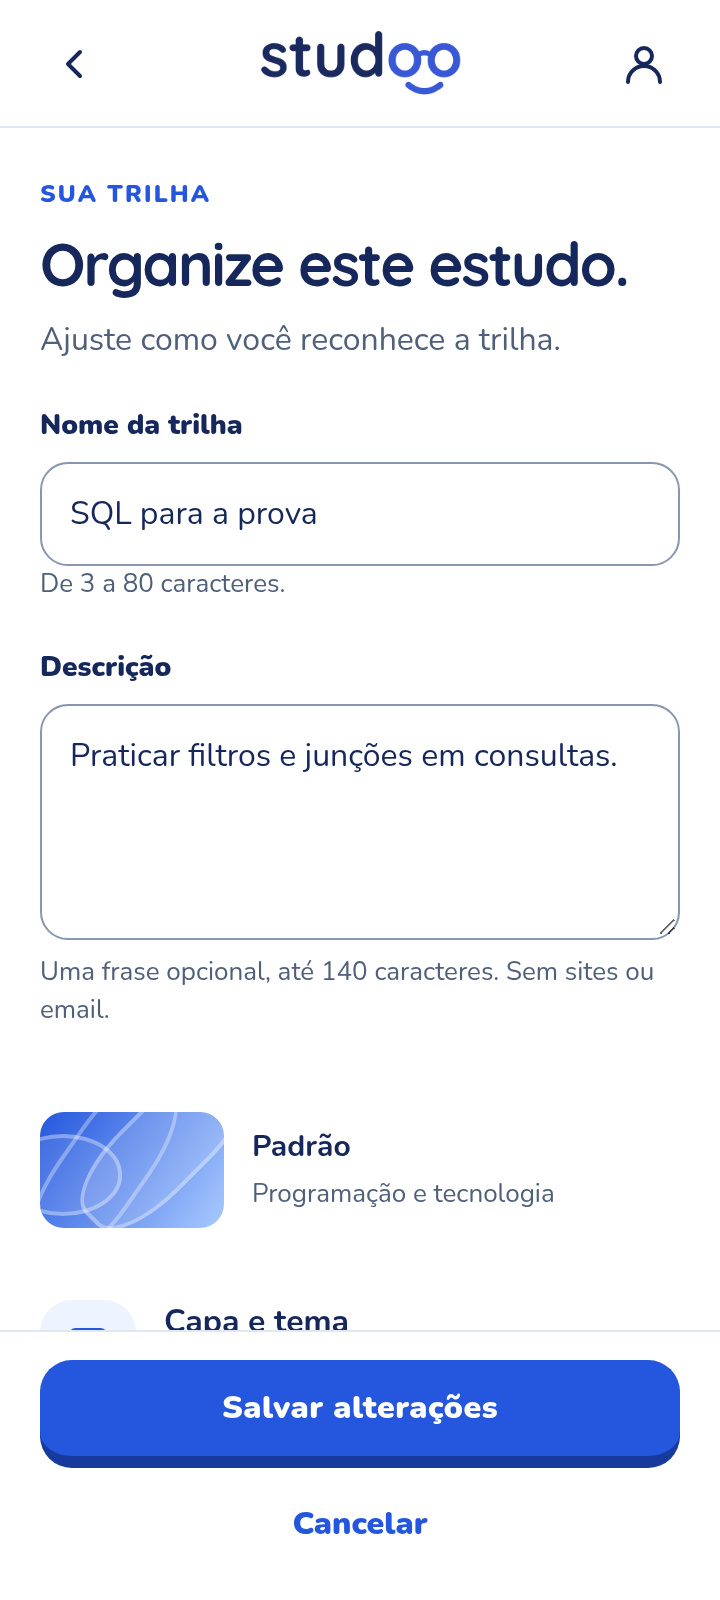 studoo
SUA TRILHA
Organize este estudo.
Ajuste como você reconhece a trilha.
Nome da trilha
SQL para a prova
De 3 a 80 caracteres.
Descrição
Praticar filtros e junções em consultas.
Uma frase opcional, até 140 caracteres. Sem sites ou
email.
Padrão
Programação e tecnologia
Capa e tema
Salvar alterações
Cancelar